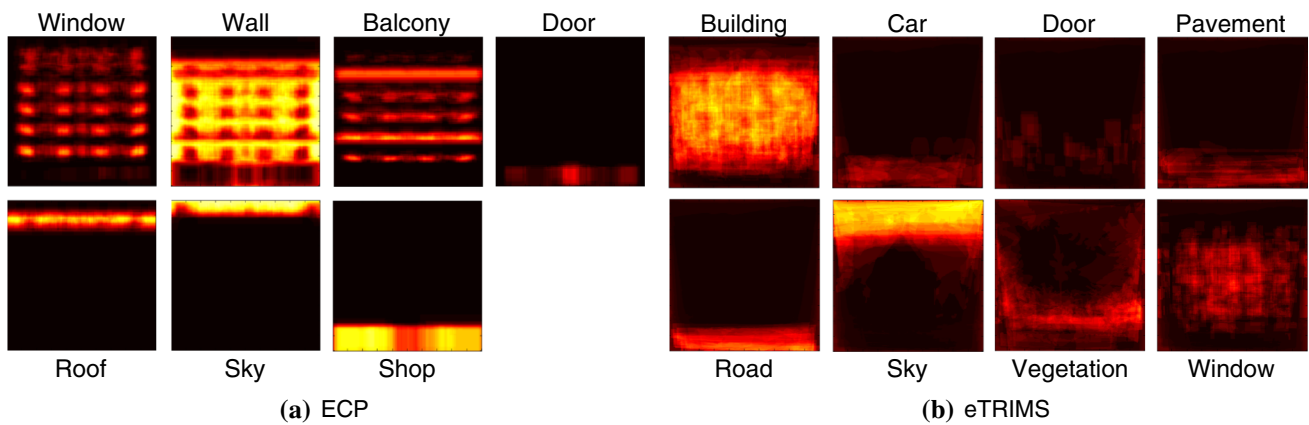 Window Wall Balcony Door Building Car Door Pavement
Roof Sky Shop Road Sky Vegetation Window
(a) ECP (b) eTRIMS